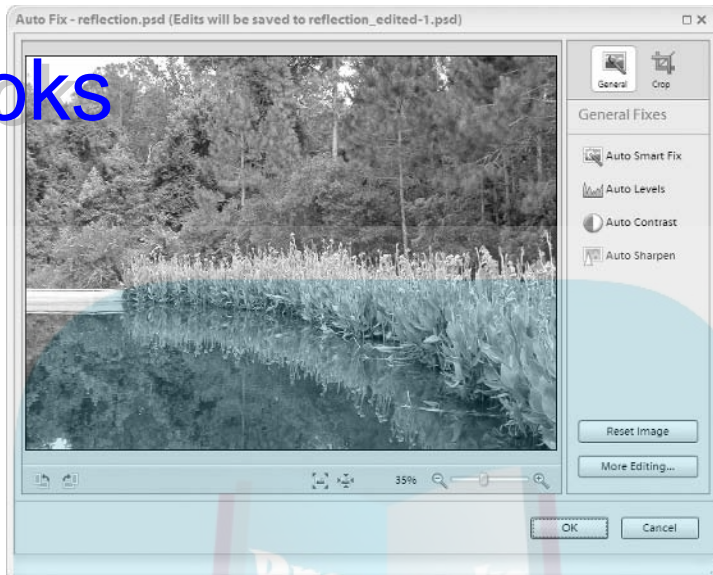 Auto Fix - reflection.psd (Edits will be saved to reflection_edited-1.psd)
oks
General
Crop
General Fixes
Auto Smart Fix
Auto Levels
Auto Contrast
Auto Sharpen
Reset Image
More Editing...
35%
OK
Cancel